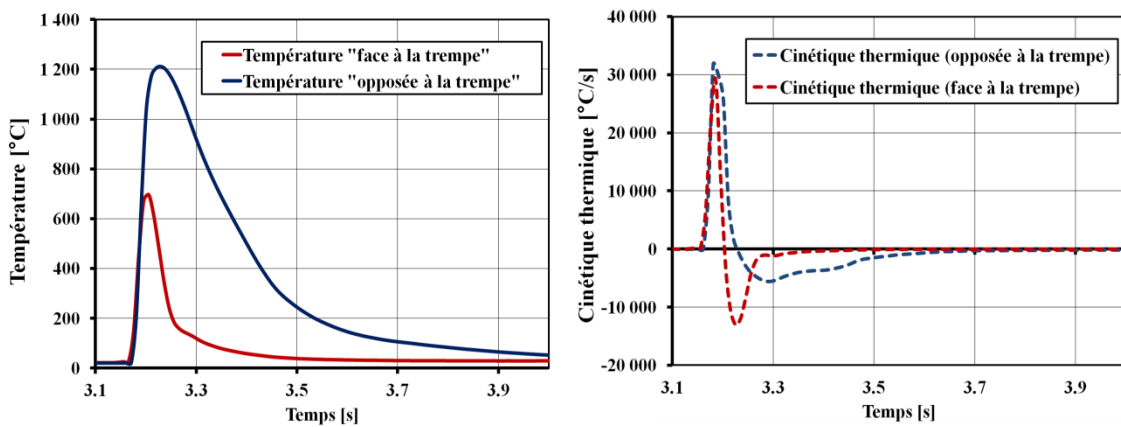 1 400
1 200
1 000
800
600
400
200
0
Température [°C]
Température "face à la trempe"
Température "opposée à la trempe"
3.1 3.3 3.5 3.7 3.9
Temps [s]
40 000
30 000
20 000
10 000
0
-10 000
-20 000
Cinétique thermique [°C/s]
Cinétique thermique (opposée à la trempe)
Cinétique thermique (face à la trempe)
3.1 3.3 3.5 3.7 3.9
Temps [s]